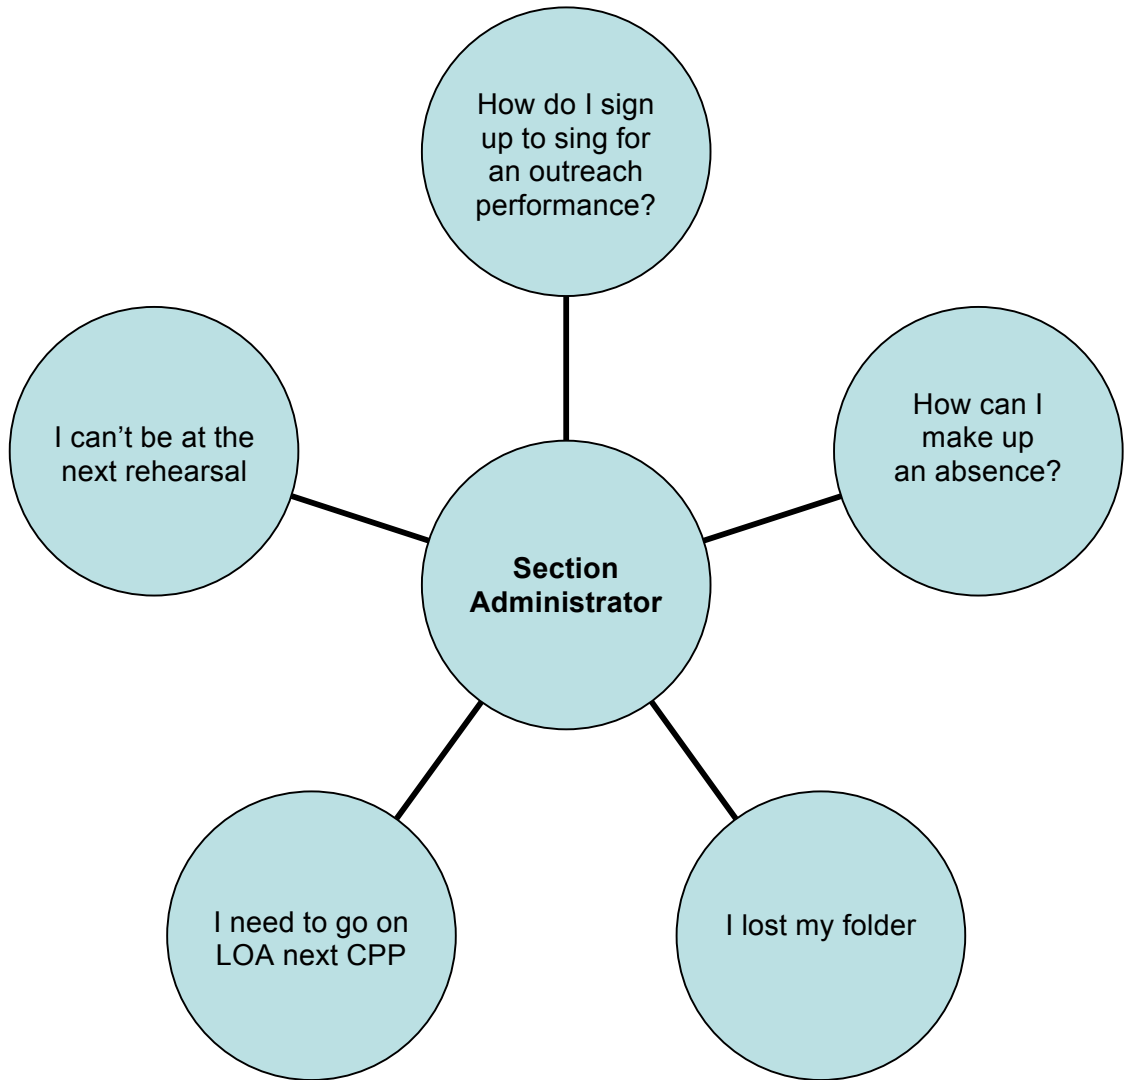 How do I sign
up to sing for
an outreach
performance?
I can’t be at the
next rehearsal
How can I
make up
an absence?
Section
Administrator
I need to go on
LOA next CPP
I lost my folder